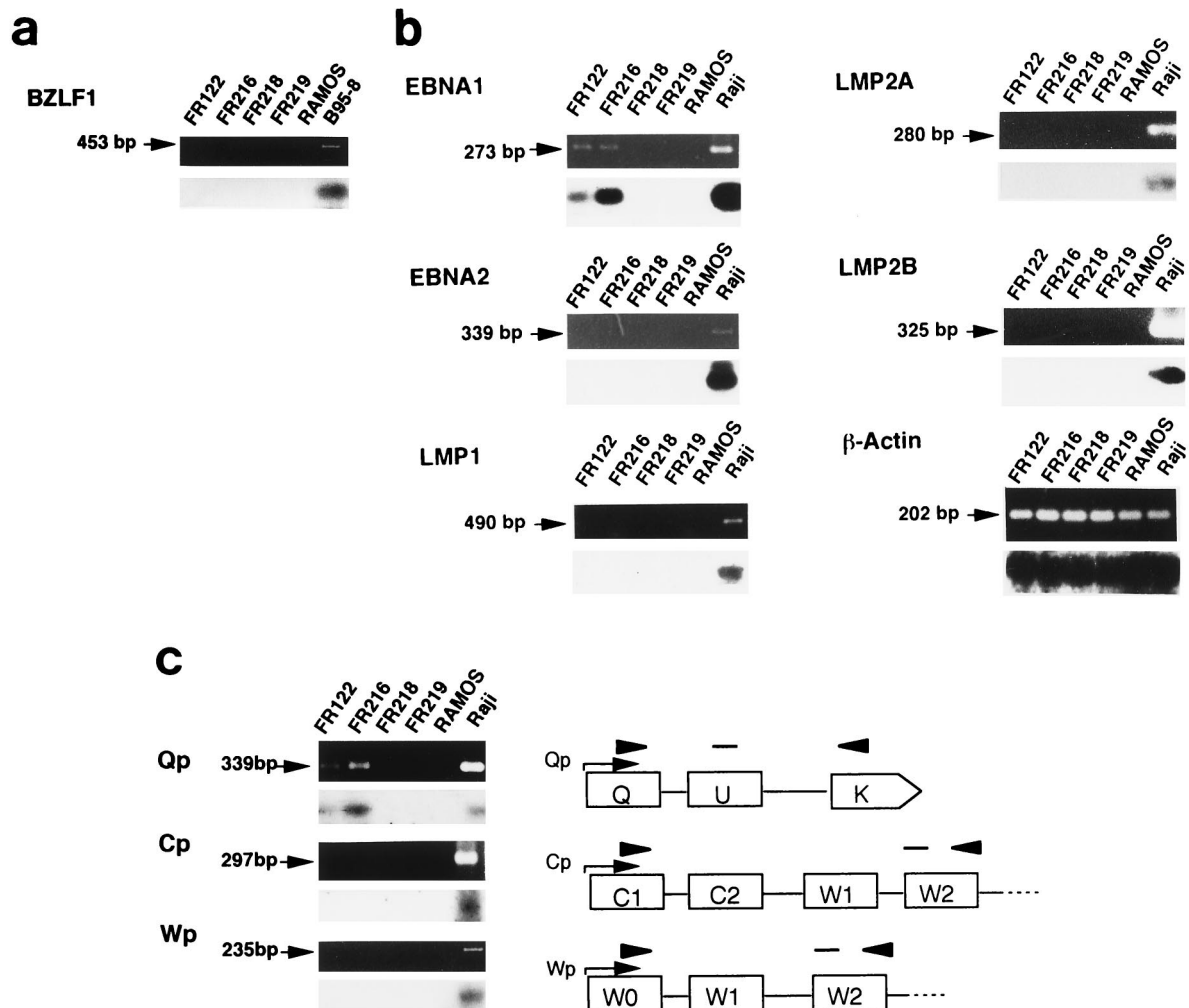 a
BZLF1
FR122 FR216 FR218 FR219 RAMOS B95-8
453 bp
b
EBNA1
FR122 FR216 FR218 FR219 RAMOS Raji
273 bp
LMP2A
FR122 FR216 FR218 FR219 RAMOS Raji
280 bp
EBNA2
FR122 FR216 FR218 FR219 RAMOS Raji
339 bp
LMP2B
FR122 FR216 FR218 FR219 RAMOS Raji
325 bp
LMP1
FR122 FR216 FR218 FR219 RAMOS Raji
490 bp
β-Actin
FR122 FR216 FR218 FR219 RAMOS Raji
202 bp
c
FR122 FR216 FR218 FR219 RAMOS Raji
Qp 339bp
Cp 297bp
Wp 235bp
Qp
Q U K
Cp
C1 C2 W1 W2
Wp
W0 W1 W2